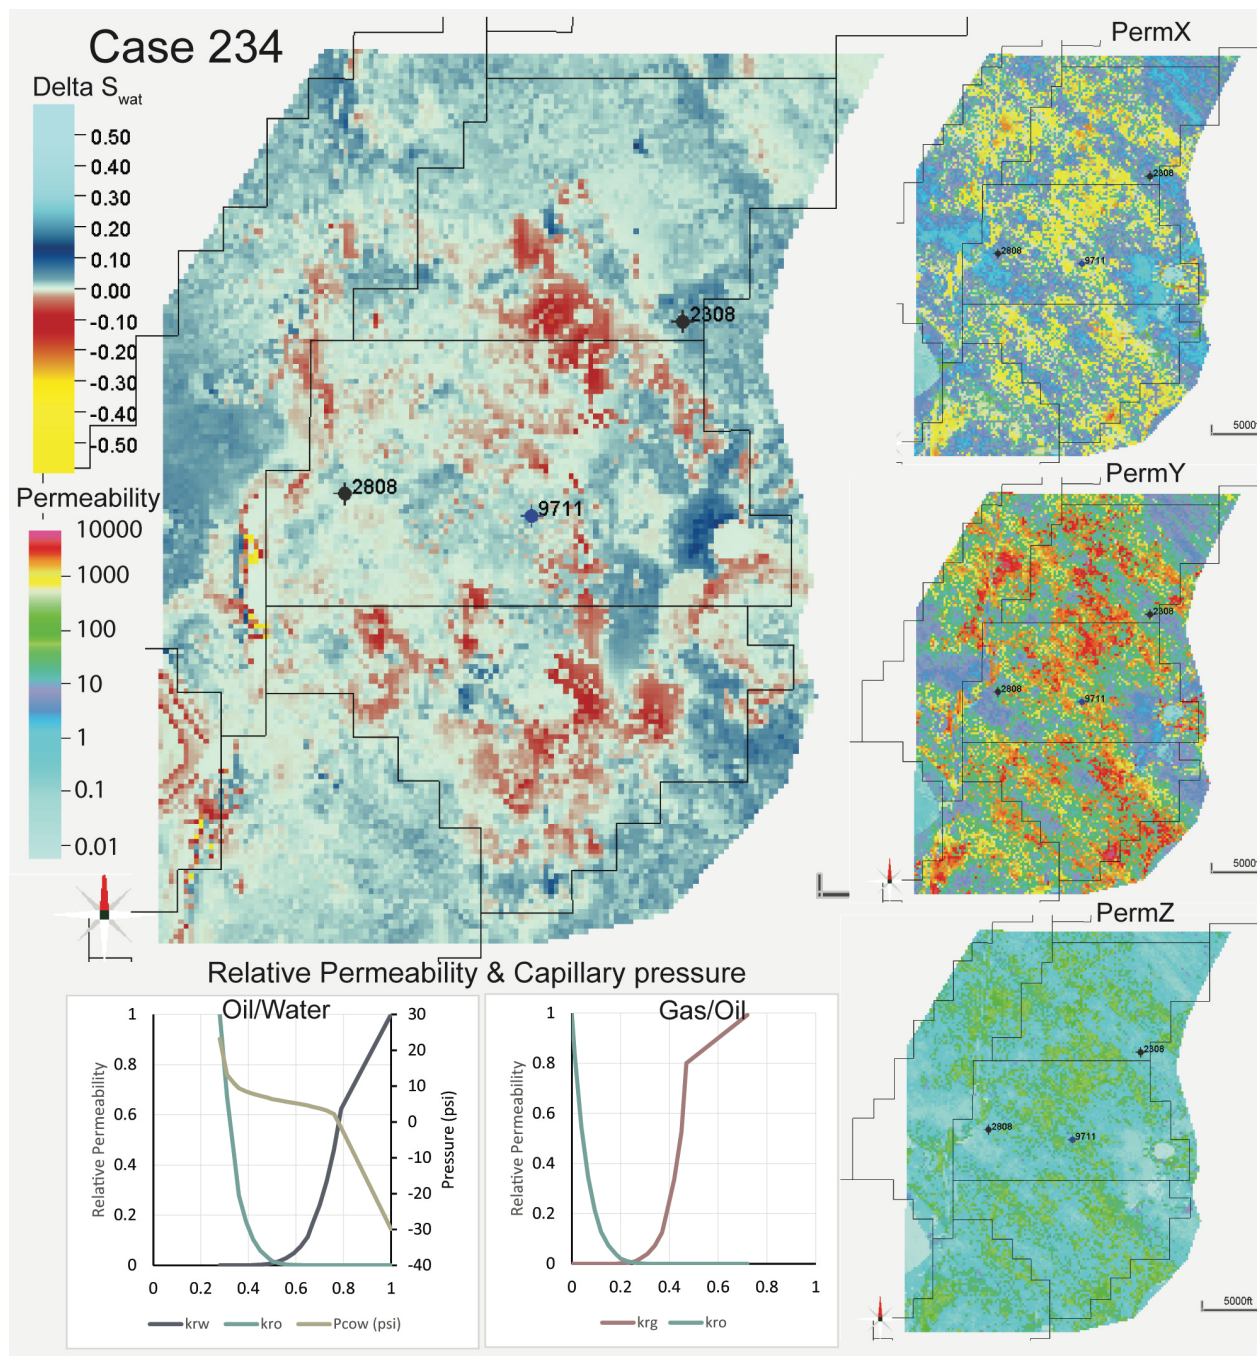 Case 234
Delta Swat
0.50
0.40
0.30
0.20
0.10
0.00
-0.10
-0.20
-0.30
-0.40
-0.50
Permeability
10000
1000
100
10
1
0.1
0.01
2308
2808
9711
PermX
2308
2808
9711
5000f
PermY
2308
2808
9711
5000f
PermZ
2308
2808
9711
5000ft
Relative Permeability & Capillary pressure
Oil/Water
Relative Permeability
1
0.8
0.6
0.4
0.2
0
30
20
10
0
-10
-20
-30
-40
Pressure (psi)
0 0.2 0.4 0.6 0.8 1
krw kro Pcow (psi)
Gas/Oil
Relative Permeability
1
0.8
0.6
0.4
0.2
0
0 0.2 0.4 0.6 0.8 1
krg kro